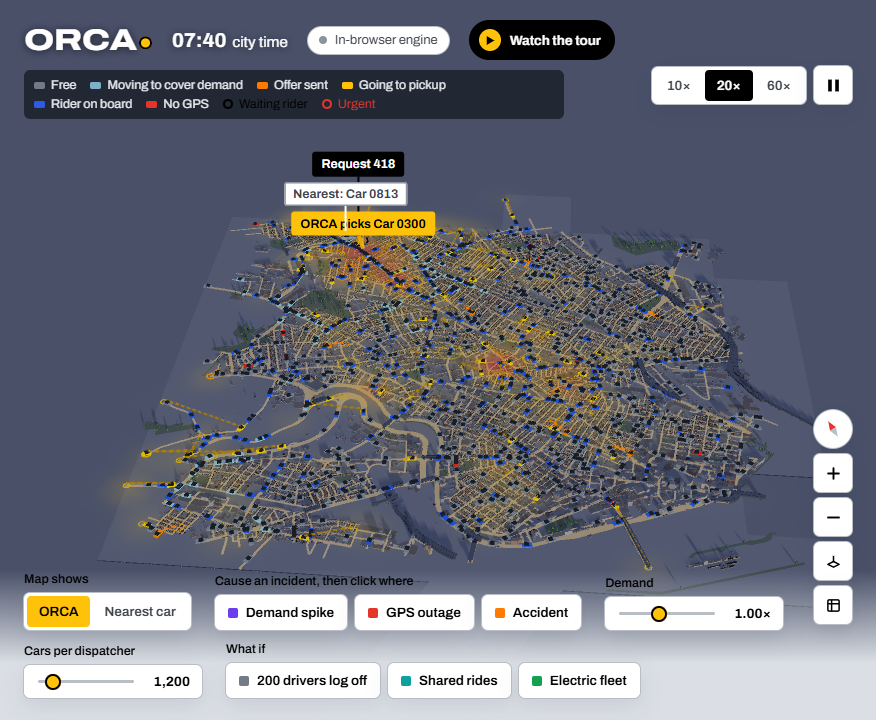 ORCA
07:40 city time
In-browser engine
Watch the tour
Free
Moving to cover demand
Offer sent
Going to pickup
Rider on board
No GPS
Waiting rider
Urgent
10×
20×
60×
Request 418
Nearest: Car 0813
ORCA picks Car 0300
Map shows
ORCA
Nearest car
Cause an incident, then click where
Demand spike
GPS outage
Accident
Demand
1.00×
Cars per dispatcher
1,200
What if
200 drivers log off
Shared rides
Electric fleet